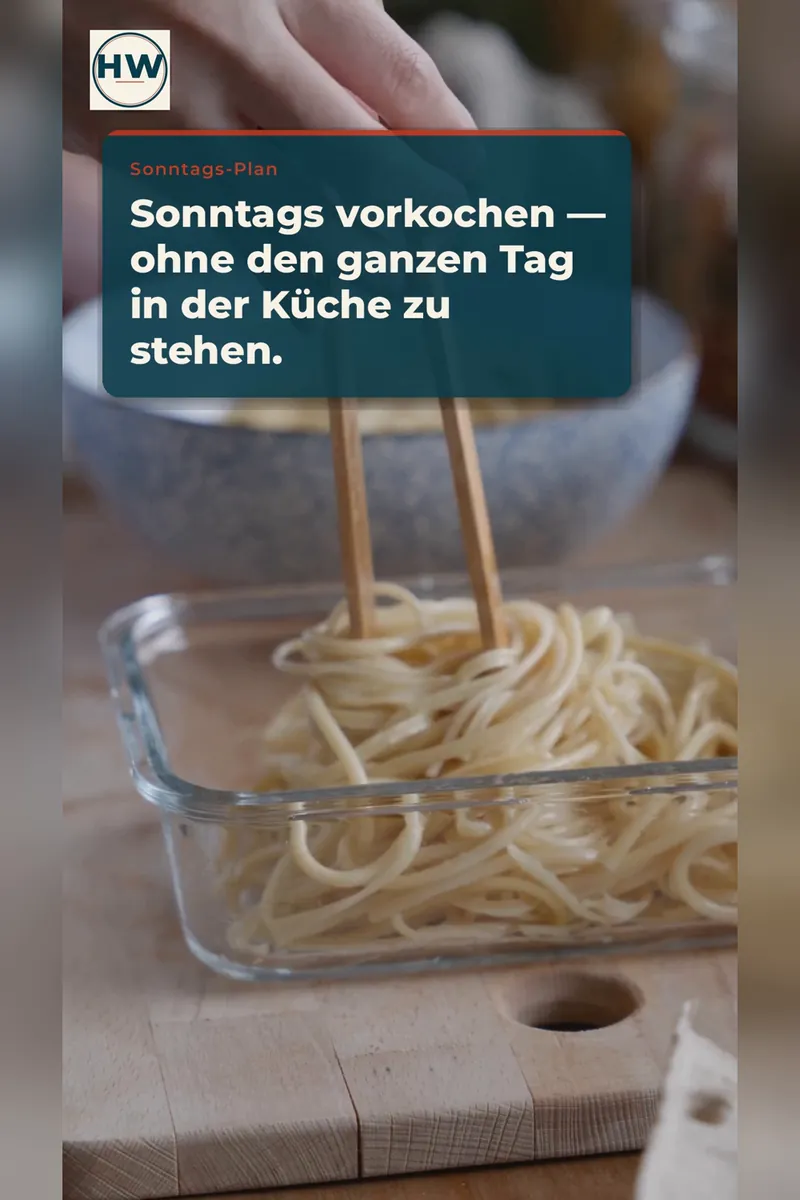 HW
Sonntags-Plan
Sonntags vorkochen —
ohne den ganzen Tag
in der Küche zu
stehen.